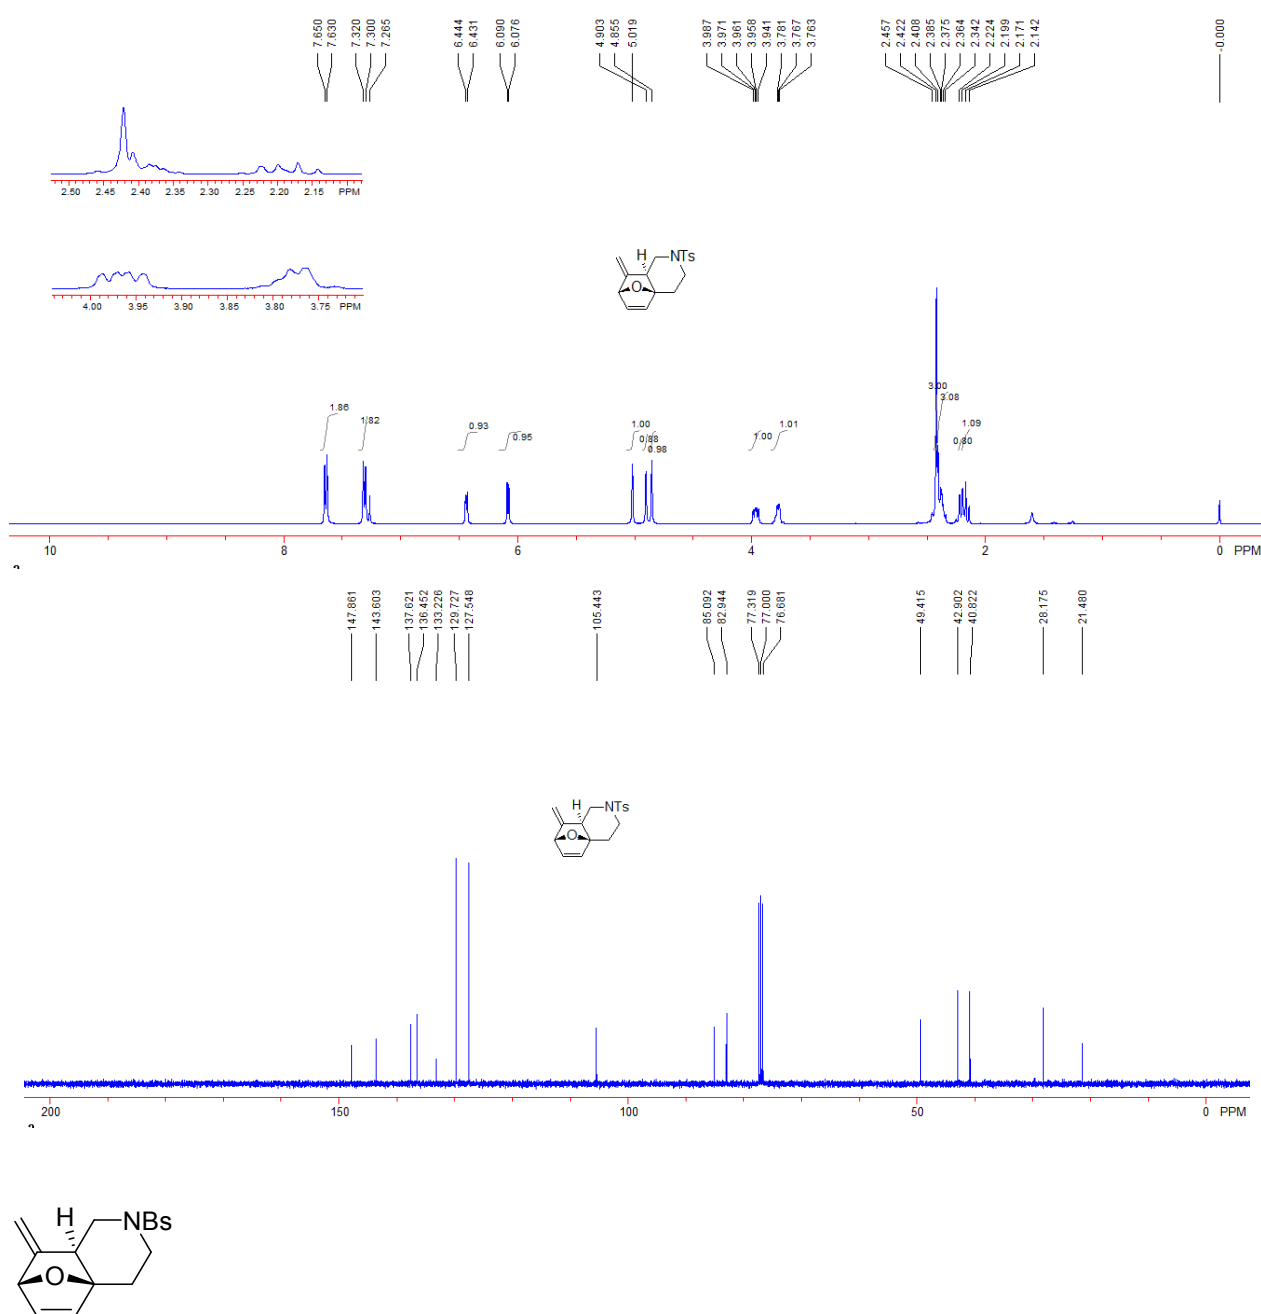 7.650 7.630 7.320 7.300 7.265 6.444 6.431 6.090 6.076 4.903 4.855 5.019 3.987 3.971 3.961 3.958 3.941 3.781 3.767 3.763 2.457 2.422 2.408 2.385 2.375 2.364 2.342 2.224 2.199 2.171 2.142 -0.000
2.50 2.45 2.40 2.35 2.30 2.25 2.20 2.15 PPM
H NTs
O
4.00 3.95 3.90 3.85 3.80 3.75 PPM
1.86 1.82 0.93 0.95 1.00 0.88 0.98 1.00 1.01 3.00 3.08 0.80 1.09
10 8 6 4 2 0 PPM
147.861 143.603 137.621 136.452 133.226 129.727 127.548 105.443 85.092 82.944 77.319 77.000 76.681 49.415 42.902 40.822 28.175 21.480
H NTs
O
200 150 100 50 0 PPM
H NBs
O